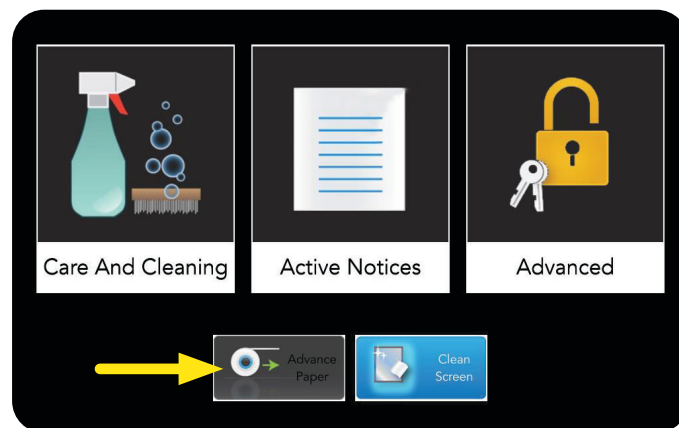 Care And Cleaning
Active Notices
Advanced
Advance
Paper
Clean
Screen